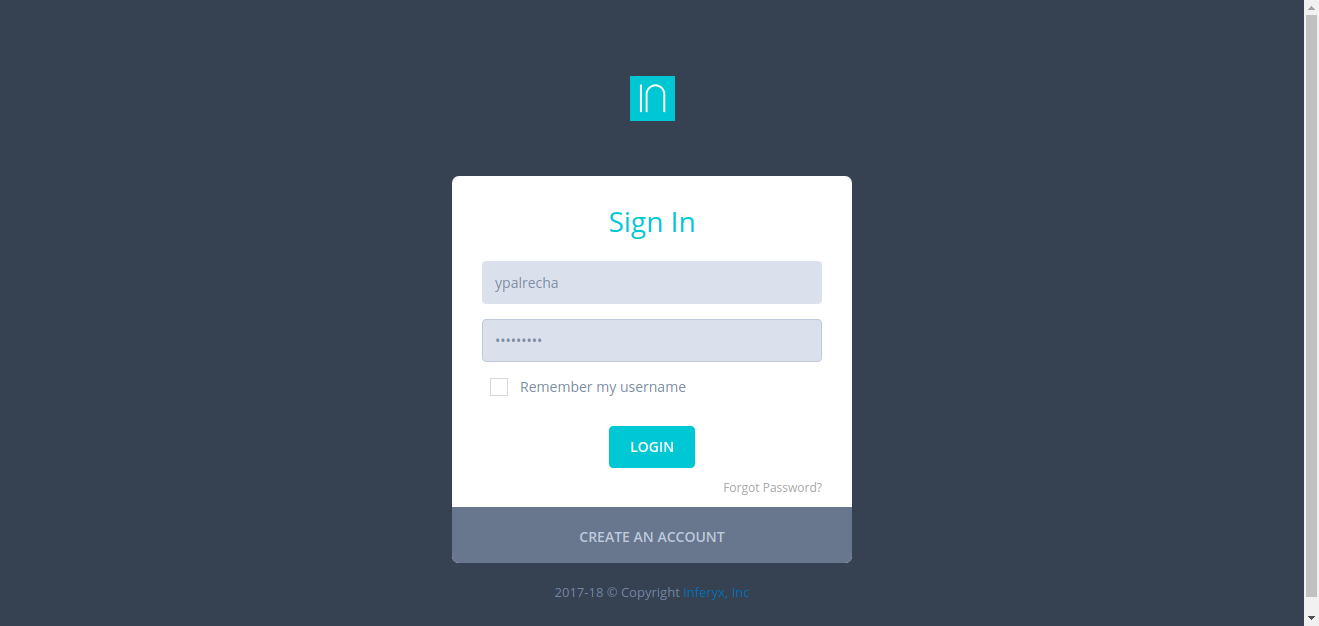 IN
Sign In
ypalrecha
•••••••••
Remember my username
LOGIN
Forgot Password?
CREATE AN ACCOUNT
2017-18 © Copyright Inferyx, Inc